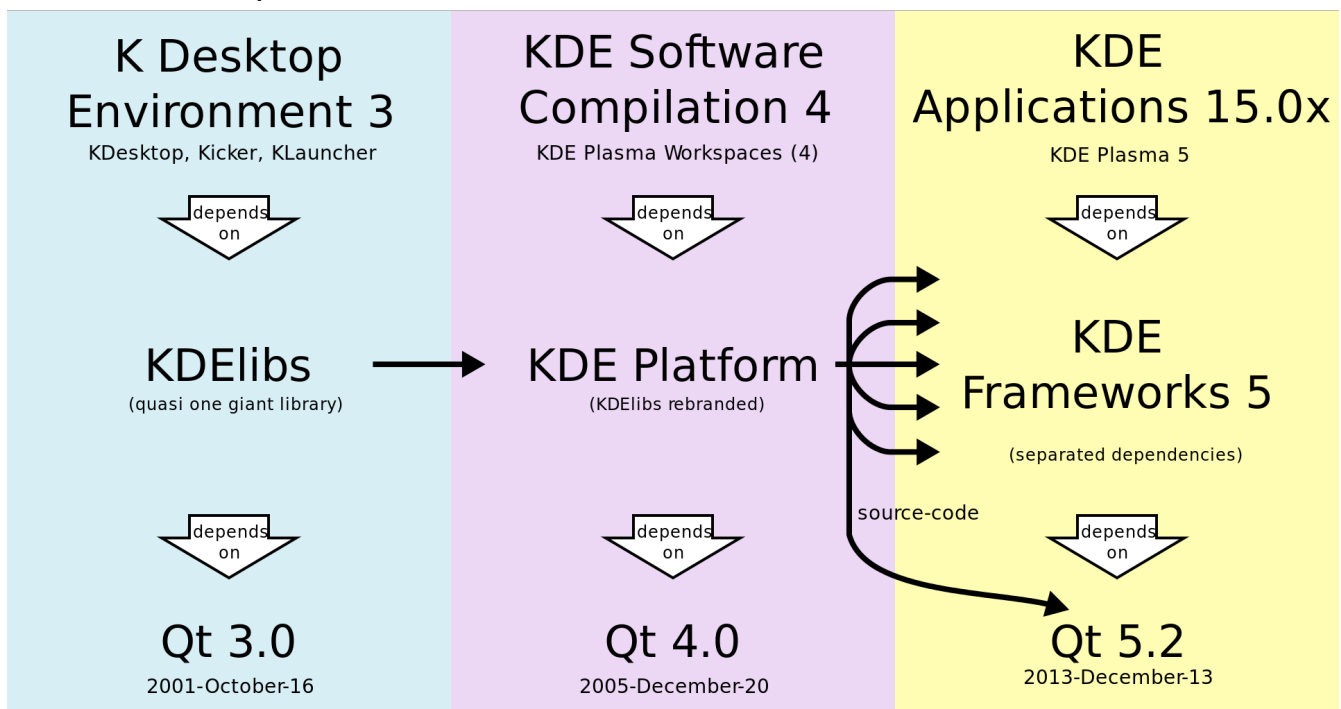 K Desktop
Environment 3
KDesktop, Kicker, KLauncher
depends
on
KDElibs
(quasi one giant library)
depends
on
Qt 3.0
2001-October-16
KDE Software
Compilation 4
KDE Plasma Workspaces (4)
depends
on
KDE Platform
(KDElibs rebranded)
depends
on
Qt 4.0
2005-December-20
KDE
Applications 15.0x
KDE Plasma 5
depends
on
KDE
Frameworks 5
(separated dependencies)
source-code
depends
on
Qt 5.2
2013-December-13